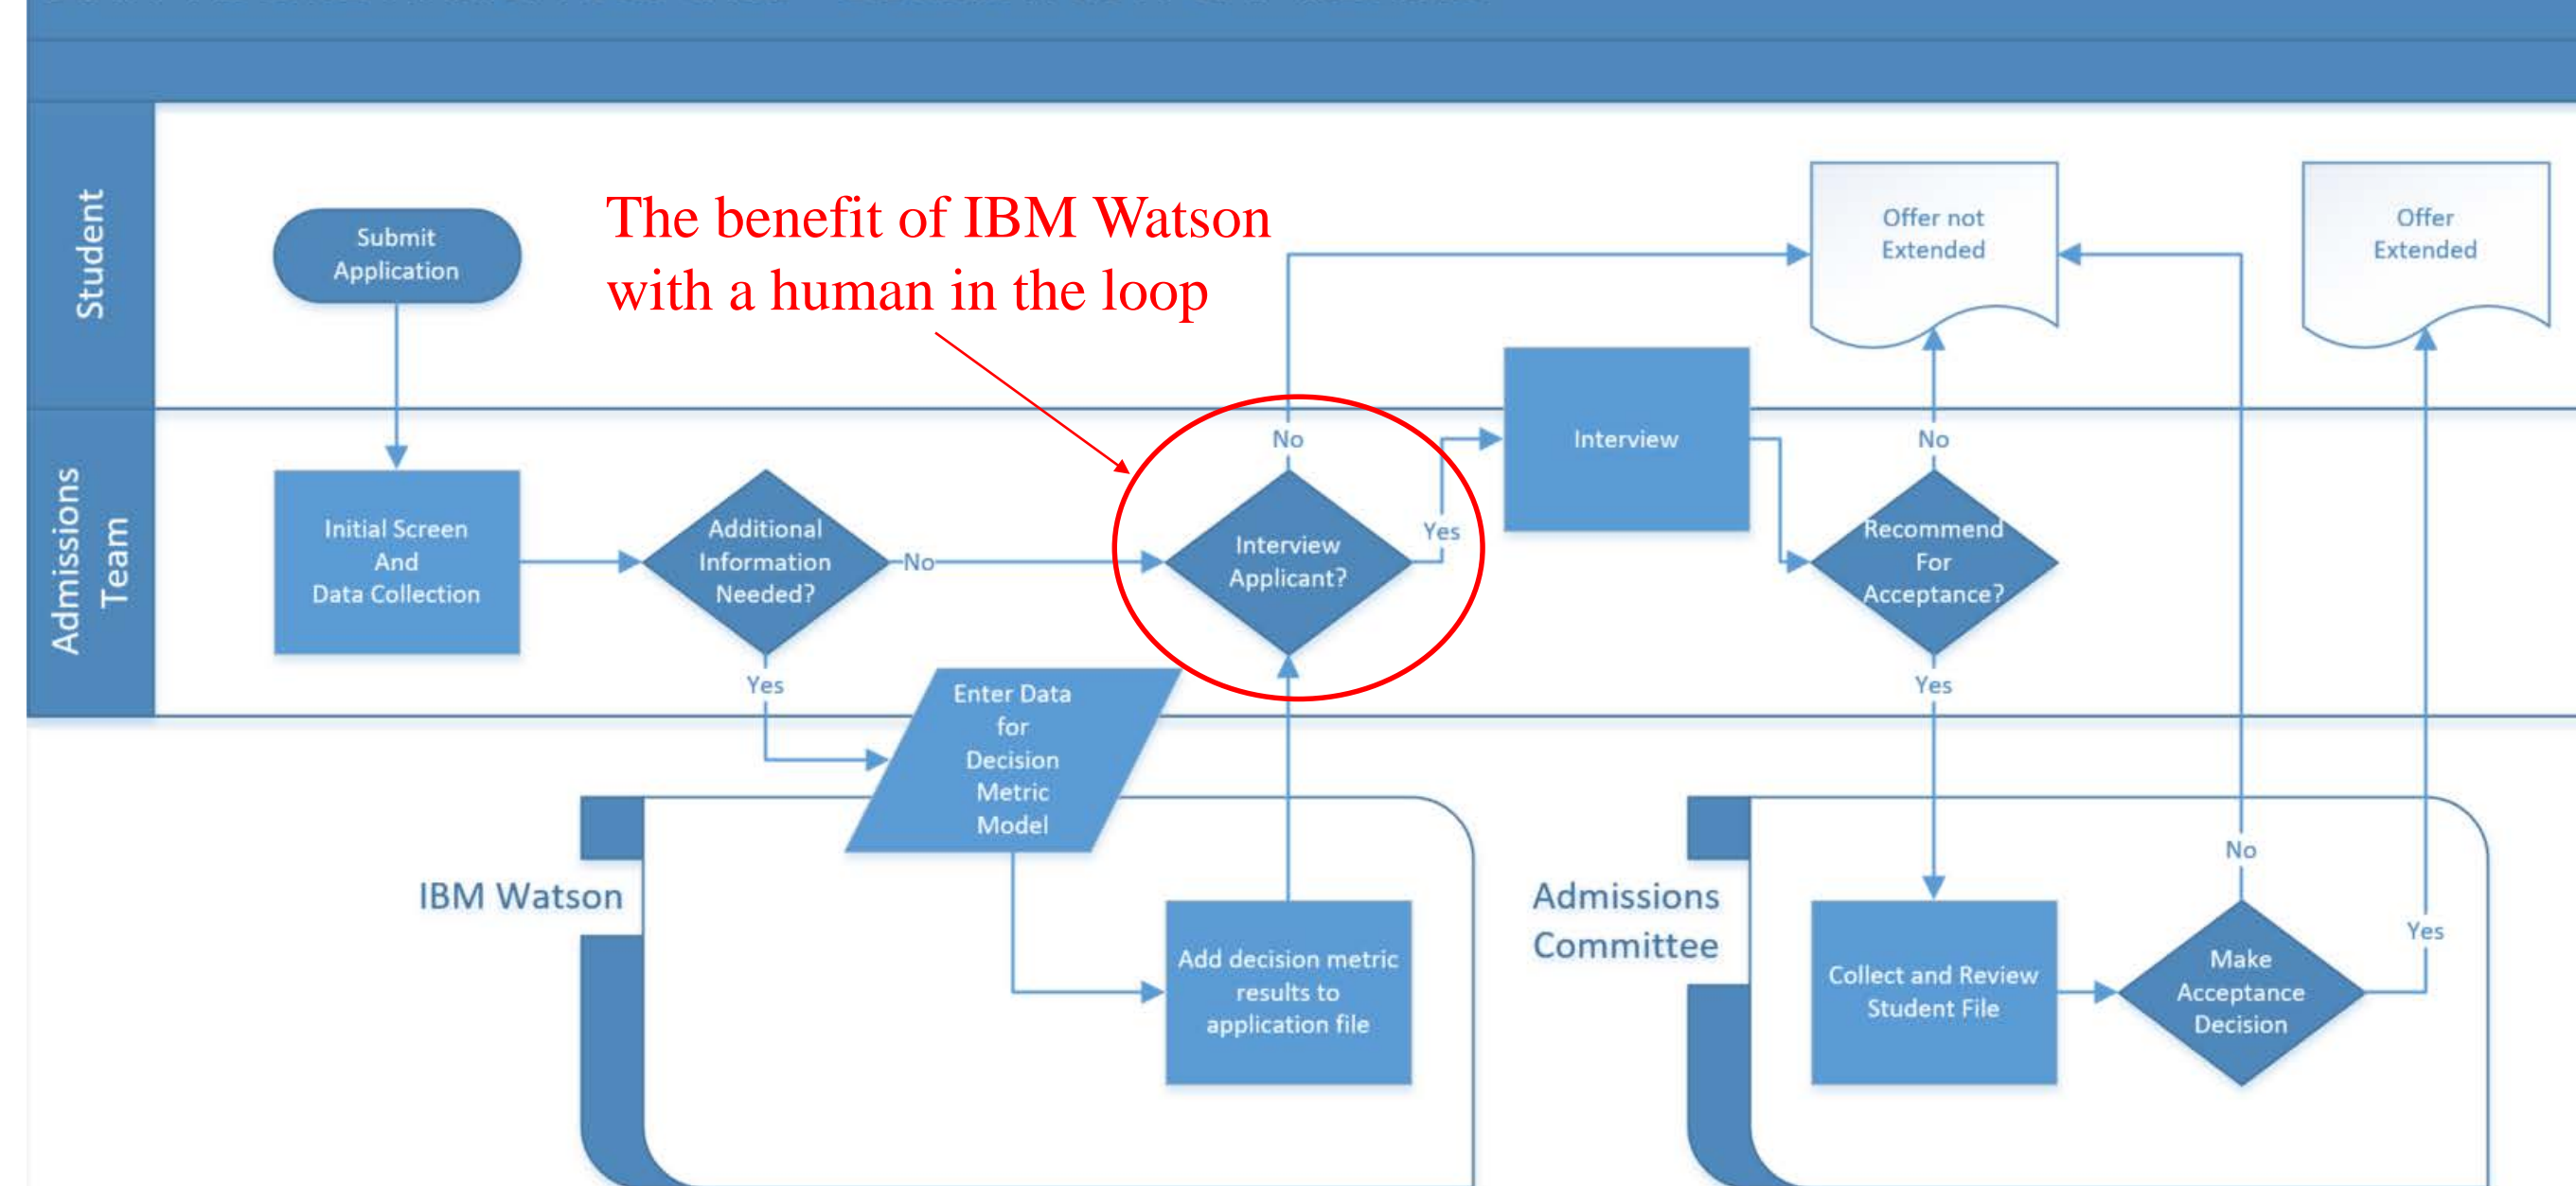 Student
Submit
Application
The benefit of IBM Watson
with a human in the loop
Offer not
Extended
Offer
Extended
Admissions
Team
Initial Screen
And
Data Collection
Additional
Information
Needed?
No
Yes
Interview
Applicant?
No
Yes
Interview
Recommend
For
Acceptance?
No
Yes
Enter Data
for
Decision
Metric
Model
IBM Watson
Add decision metric
results to
application file
Admissions
Committee
Collect and Review
Student File
Make
Acceptance
Decision
No
Yes